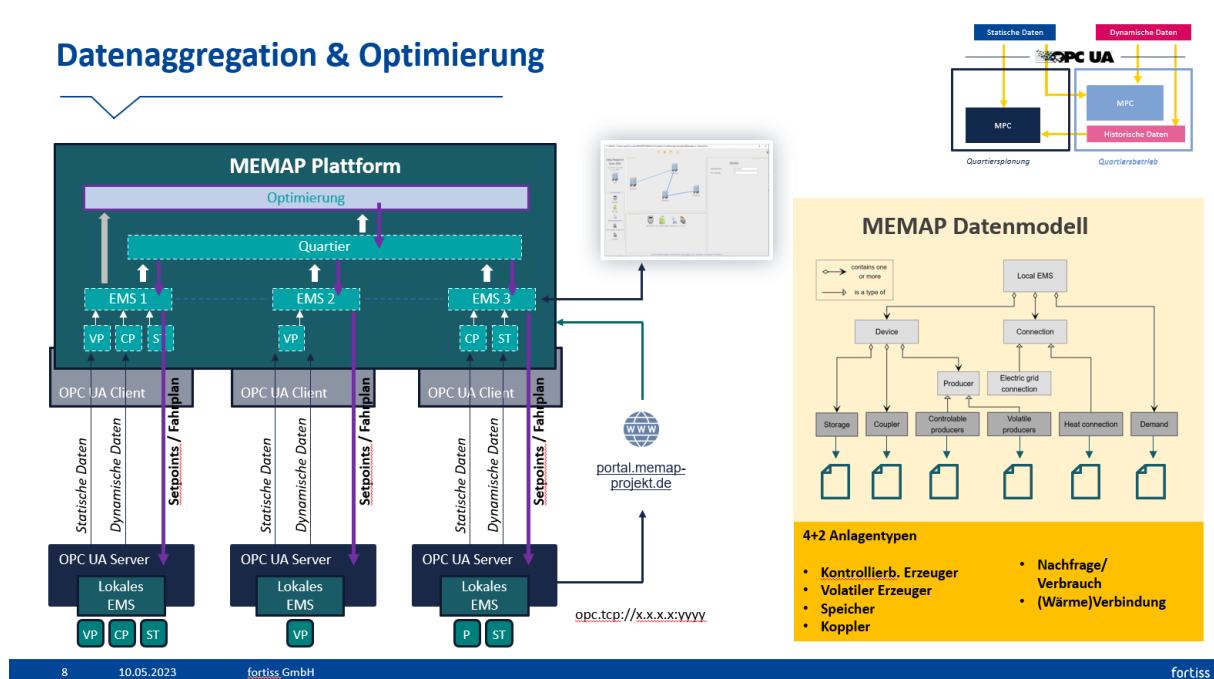 Datenaggregation & Optimierung
Statische Daten
Dynamische Daten
OPC UA
MPC
MPC
Historische Daten
Quartiersplanung
Quartiersbetrieb
MEMAP Plattform
Optimierung
Quartier
EMS 1
EMS 2
EMS 3
VP
CP
ST
VP
CP
ST
OPC UA Client
OPC UA Client
OPC UA Client
Statische Daten
Dynamische Daten
Setpoints / Fahrplan
Statische Daten
Dynamische Daten
Setpoints / Fahrplan
Statische Daten
Dynamische Daten
Setpoints / Fahrplan
OPC UA Server
OPC UA Server
OPC UA Server
Lokales
EMS
Lokales
EMS
Lokales
EMS
VP
CP
ST
VP
P
ST
WWW
portal.memap-
projekt.de
opc.tcp://x.x.x.x:yyyy
MEMAP Datenmodell
contains one
or more
is a type of
Local EMS
Device
Connection
Producer
Electric grid
connection
Storage
Coupler
Controlable
producers
Volatile
producers
Heat connection
Demand
4+2 Anlagentypen
• Kontrollierb. Erzeuger
• Volatiler Erzeuger
• Speicher
• Koppler
• Nachfrage/
Verbrauch
• (Wärme)Verbindung
8
10.05.2023
fortiss GmbH
fortiss